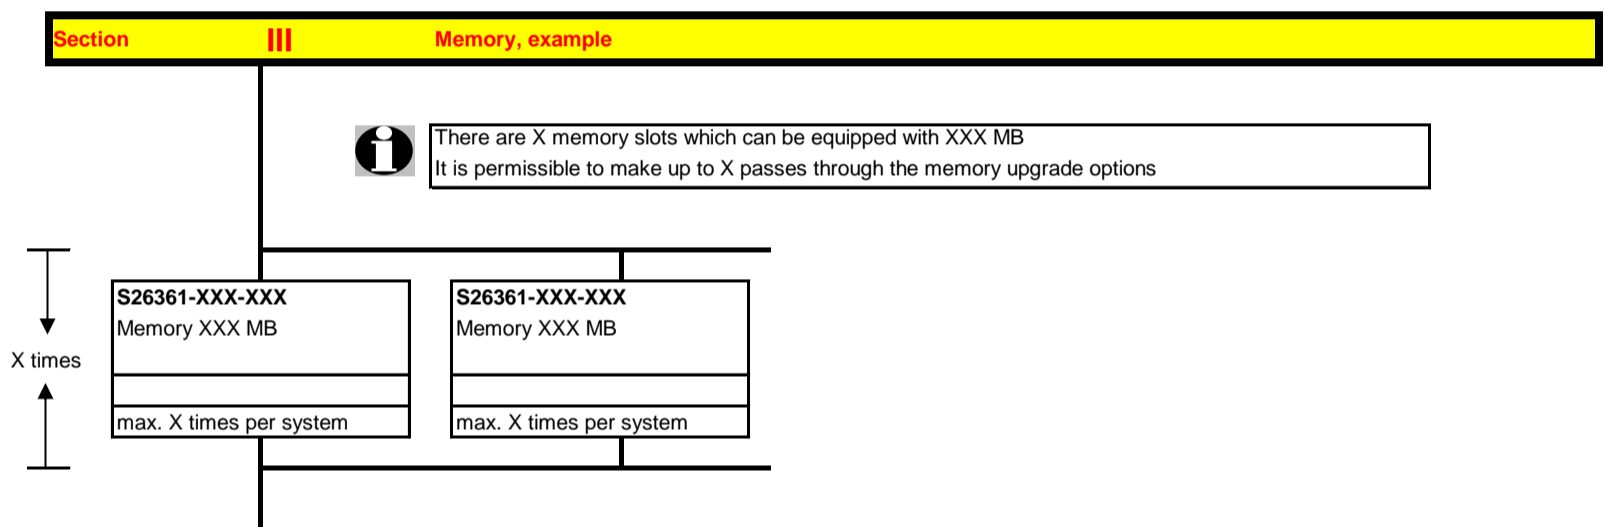 Section III Memory, example
There are X memory slots which can be equipped with XXX MB
It is permissible to make up to X passes through the memory upgrade options
X times
S26361-XXX-XXX
Memory XXX MB
max. X times per system
S26361-XXX-XXX
Memory XXX MB
max. X times per system